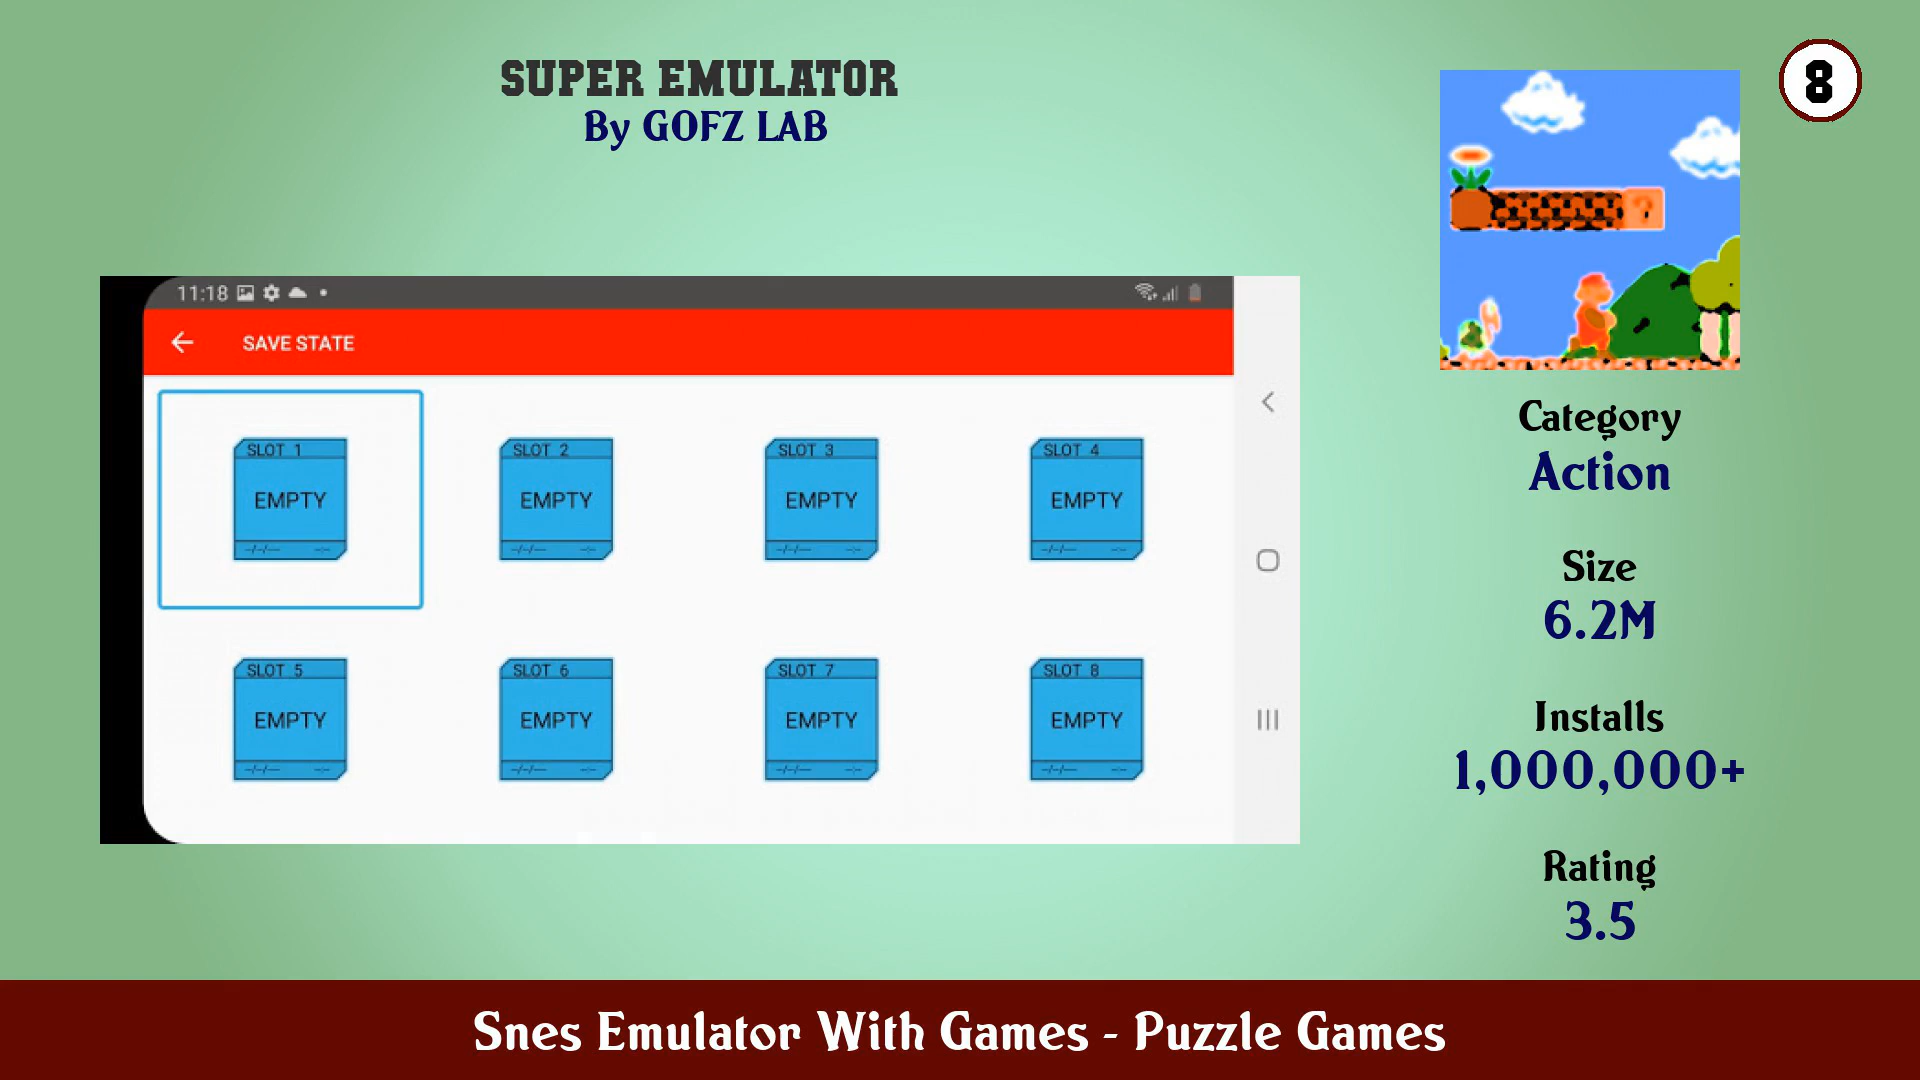 SUPER EMULATOR
By GOFZ LAB
8
11:18
SAVE STATE
SLOT 1
EMPTY
-/-/--- --:--
SLOT 2
EMPTY
-/-/--- --:--
SLOT 3
EMPTY
-/-/--- --:--
SLOT 4
EMPTY
-/-/--- --:--
SLOT 5
EMPTY
-/-/--- --:--
SLOT 6
EMPTY
-/-/--- --:--
SLOT 7
EMPTY
-/-/--- --:--
SLOT 8
EMPTY
-/-/--- --:--
?
Category
Action
Size
6.2M
Installs
1,000,000+
Rating
3.5
Snes Emulator With Games - Puzzle Games